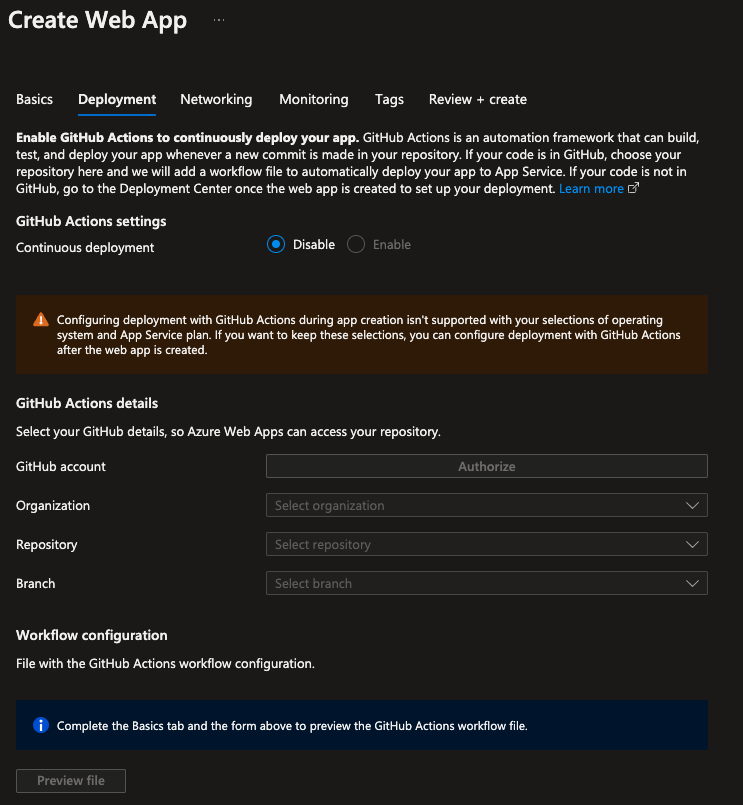 Create Web App ...
Basics Deployment Networking Monitoring Tags Review + create
Enable GitHub Actions to continuously deploy your app. GitHub Actions is an automation framework that can build,
test, and deploy your app whenever a new commit is made in your repository. If your code is in GitHub, choose your
repository here and we will add a workflow file to automatically deploy your app to App Service. If your code is not in
GitHub, go to the Deployment Center once the web app is created to set up your deployment. Learn more
GitHub Actions settings
Continuous deployment Disable Enable
Configuring deployment with GitHub Actions during app creation isn't supported with your selections of operating
system and App Service plan. If you want to keep these selections, you can configure deployment with GitHub Actions
after the web app is created.
GitHub Actions details
Select your GitHub details, so Azure Web Apps can access your repository.
GitHub account Authorize
Organization Select organization
Repository Select repository
Branch Select branch
Workflow configuration
File with the GitHub Actions workflow configuration.
Complete the Basics tab and the form above to preview the GitHub Actions workflow file.
Preview file